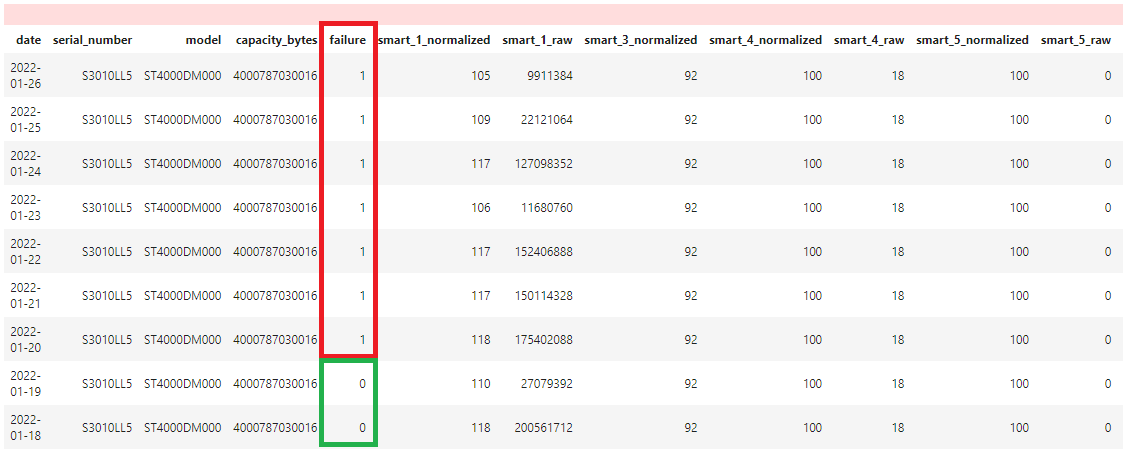 date serial_number model capacity_bytes failure smart_1_normalized smart_1_raw smart_3_normalized smart_4_normalized smart_4_raw smart_5_normalized smart_5_raw
2022-
01-26 S3010LL5 ST4000DM000 4000787030016 1 105 9911384 92 100 18 100 0
2022-
01-25 S3010LL5 ST4000DM000 4000787030016 1 109 22121064 92 100 18 100 0
2022-
01-24 S3010LL5 ST4000DM000 4000787030016 1 117 127098352 92 100 18 100 0
2022-
01-23 S3010LL5 ST4000DM000 4000787030016 1 106 11680760 92 100 18 100 0
2022-
01-22 S3010LL5 ST4000DM000 4000787030016 1 117 152406888 92 100 18 100 0
2022-
01-21 S3010LL5 ST4000DM000 4000787030016 1 117 150114328 92 100 18 100 0
2022-
01-20 S3010LL5 ST4000DM000 4000787030016 1 118 175402088 92 100 18 100 0
2022-
01-19 S3010LL5 ST4000DM000 4000787030016 0 110 27079392 92 100 18 100 0
2022-
01-18 S3010LL5 ST4000DM000 4000787030016 0 118 200561712 92 100 18 100 0